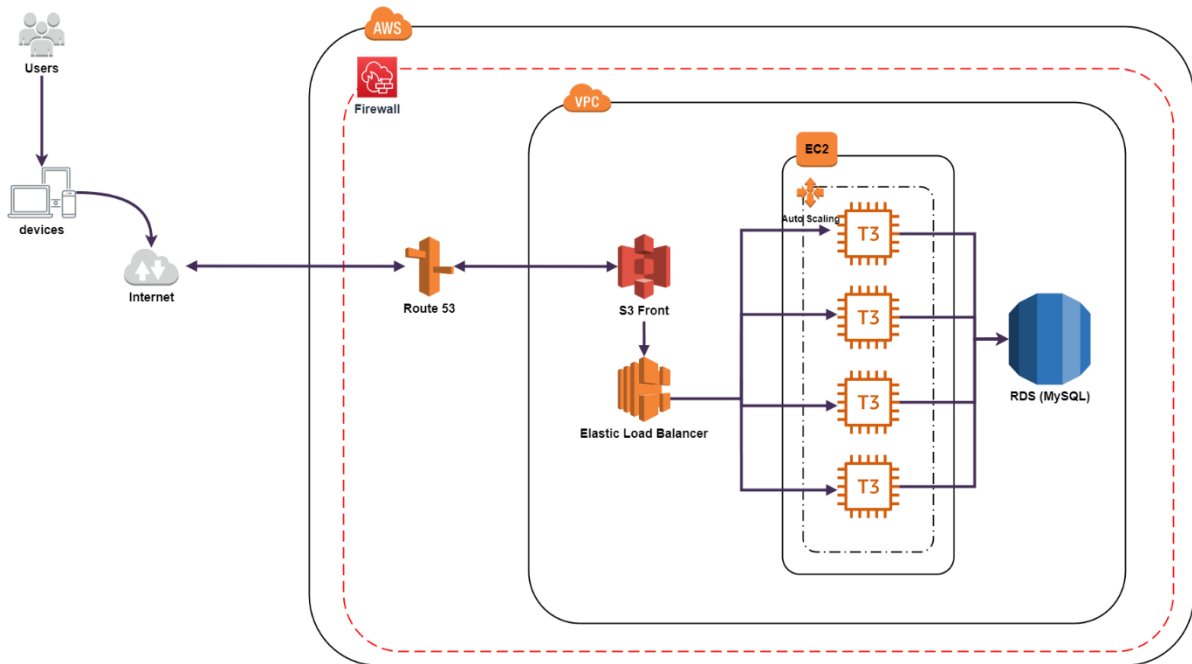 Users
devices
Internet
AWS
Firewall
Route 53
VPC
S3 Front
Elastic Load Balancer
EC2
Auto Scaling
T3
T3
T3
T3
RDS (MySQL)